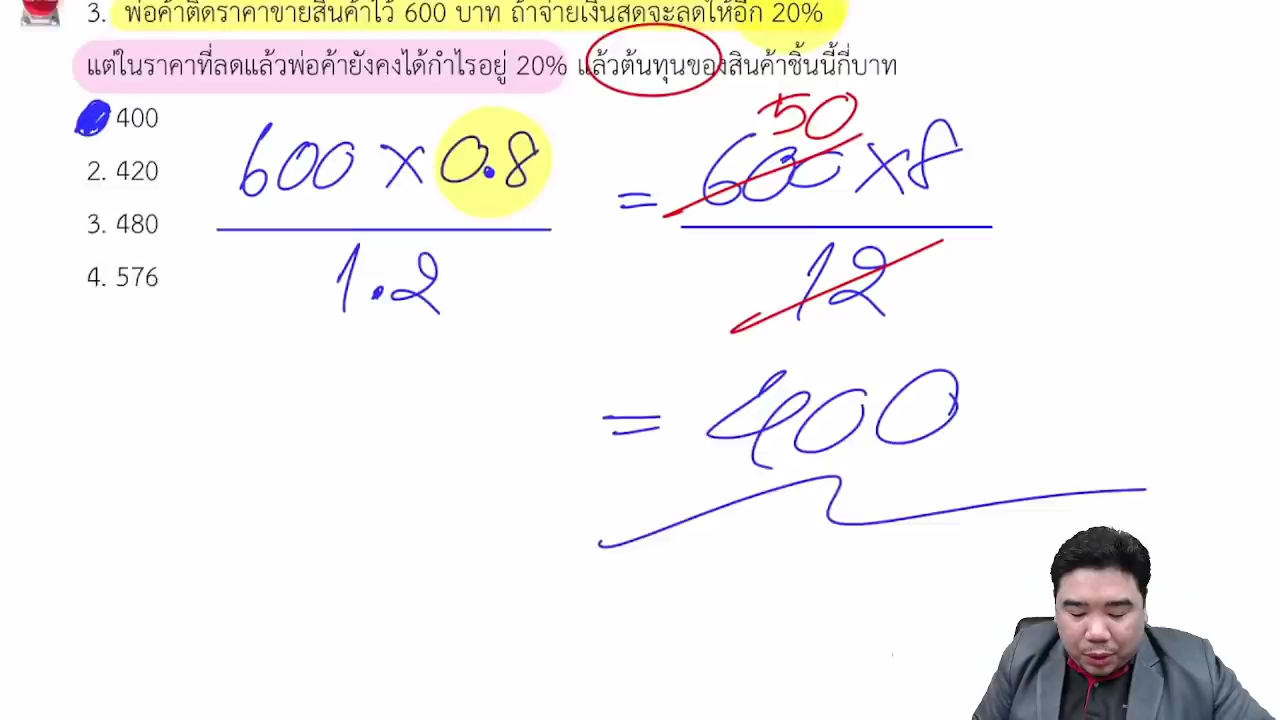 3. พ่อค้าติดราคาขายสินค้าไว้ 600 บาท ถ้าจ่ายเงินสดจะลดให้อีก 20%
แต่ในราคาที่ลดแล้วพ่อค้ายังคงได้กำไรอยู่ 20% แล้วต้นทุนของสินค้าชิ้นนี้กี่บาท
400
2. 420
3. 480
4. 576
600 × 0.8
1.2
50
= 600 × 8
12
= 400